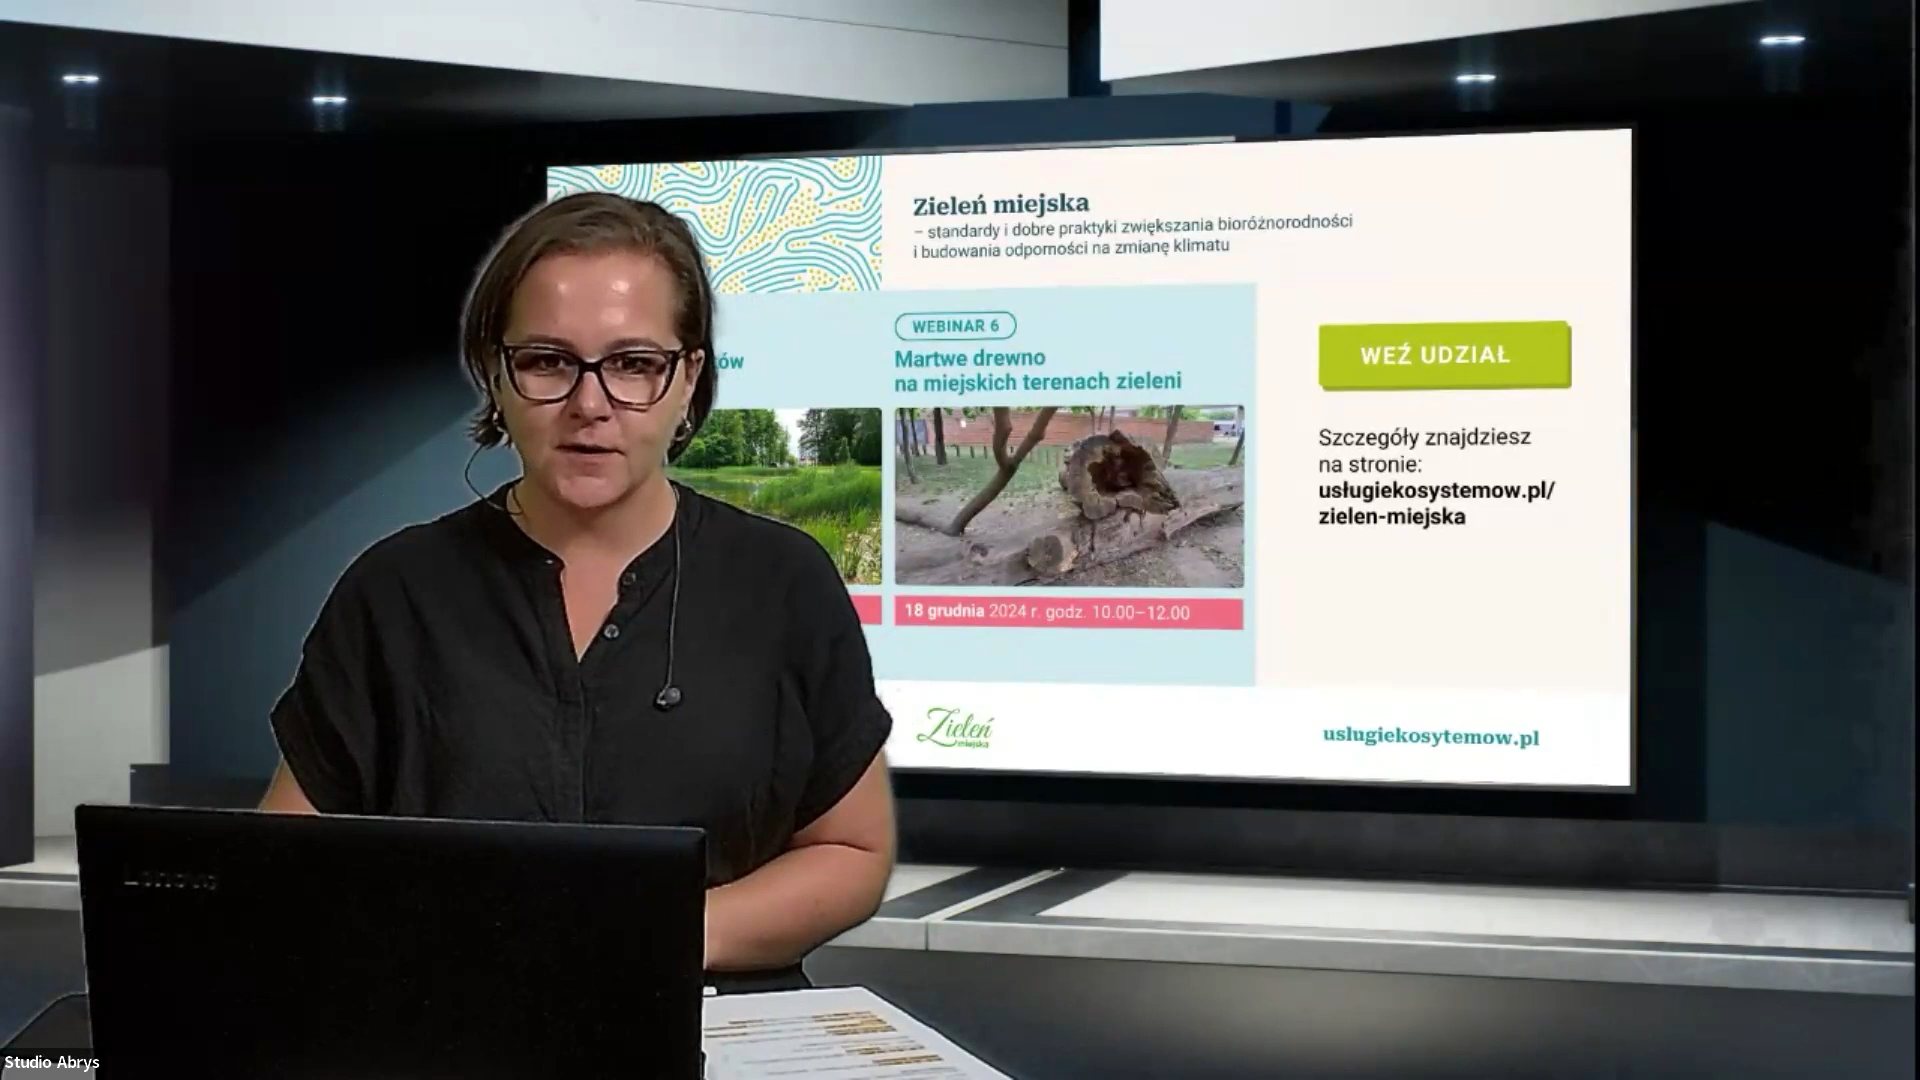 Zieleń miejska
– standardy i dobre praktyki zwiększania bioróżnorodności
i budowania odporności na zmianę klimatu
WEBINAR 6
ów
Martwe drewno
na miejskich terenach zieleni
18 grudnia 2024 r. godz. 10.00–12.00
WEŹ UDZIAŁ
Szczegóły znajdziesz
na stronie:
usługiekosystemow.pl/
zielen-miejska
Zieleń
miejska
uslugiekosytemow.pl
Lenovo
Studio Abrys